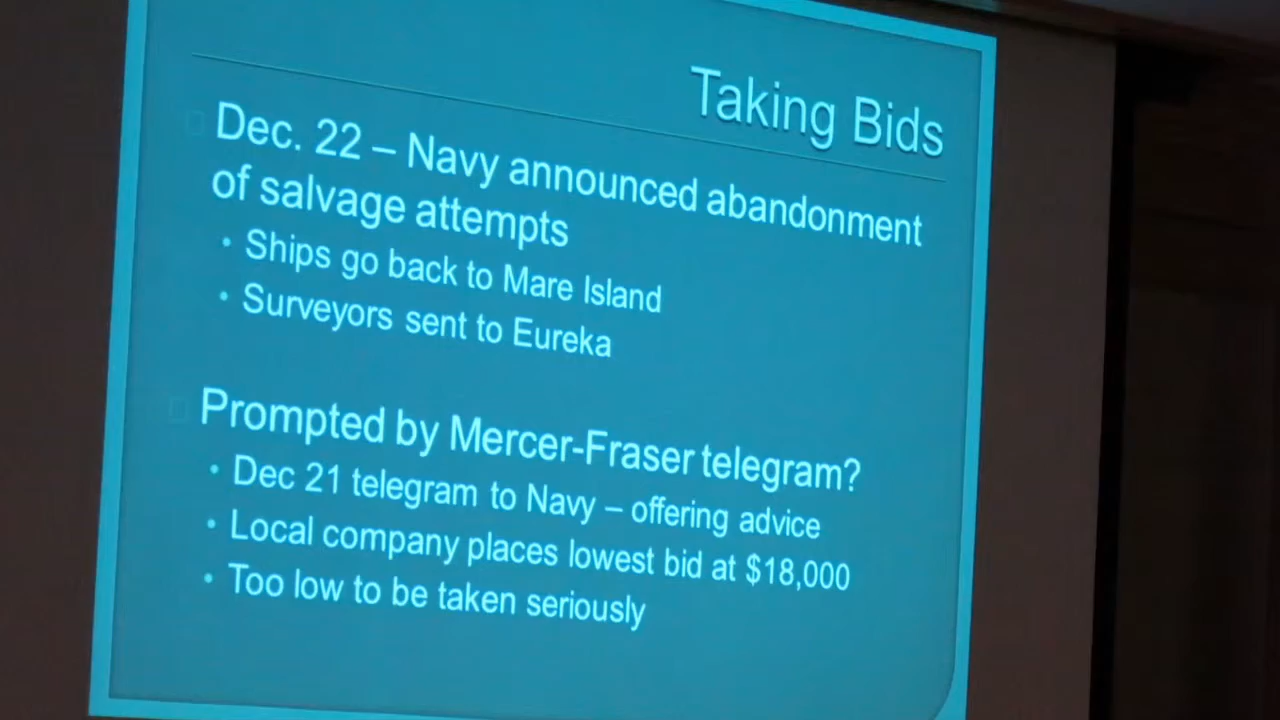 Taking Bids
Dec. 22 – Navy announced abandonment
of salvage attempts
• Ships go back to Mare Island
• Surveyors sent to Eureka
Prompted by Mercer-Fraser telegram?
• Dec 21 telegram to Navy – offering advice
• Local company places lowest bid at $18,000
• Too low to be taken seriously